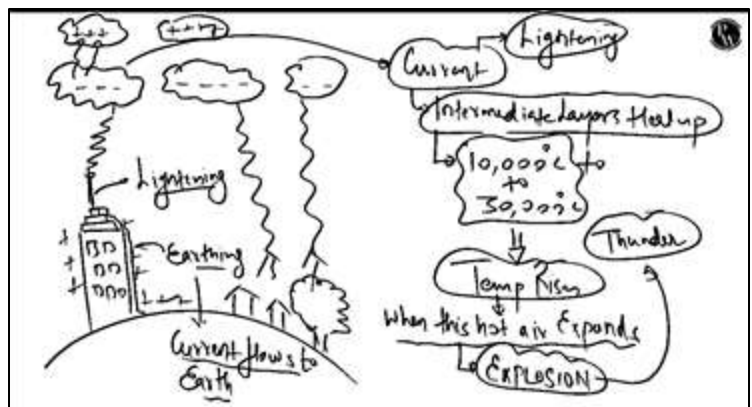 +++
+++
Lightening
Current
- - - -
- - - -
- - -
Intermediate Layers Heat up
10,000°c
to
30,000°c
Lightening
Thunder
Earthing
Temp Rism
+++
When this hot air Expands
Current flows to
Earth
EXPLOSION